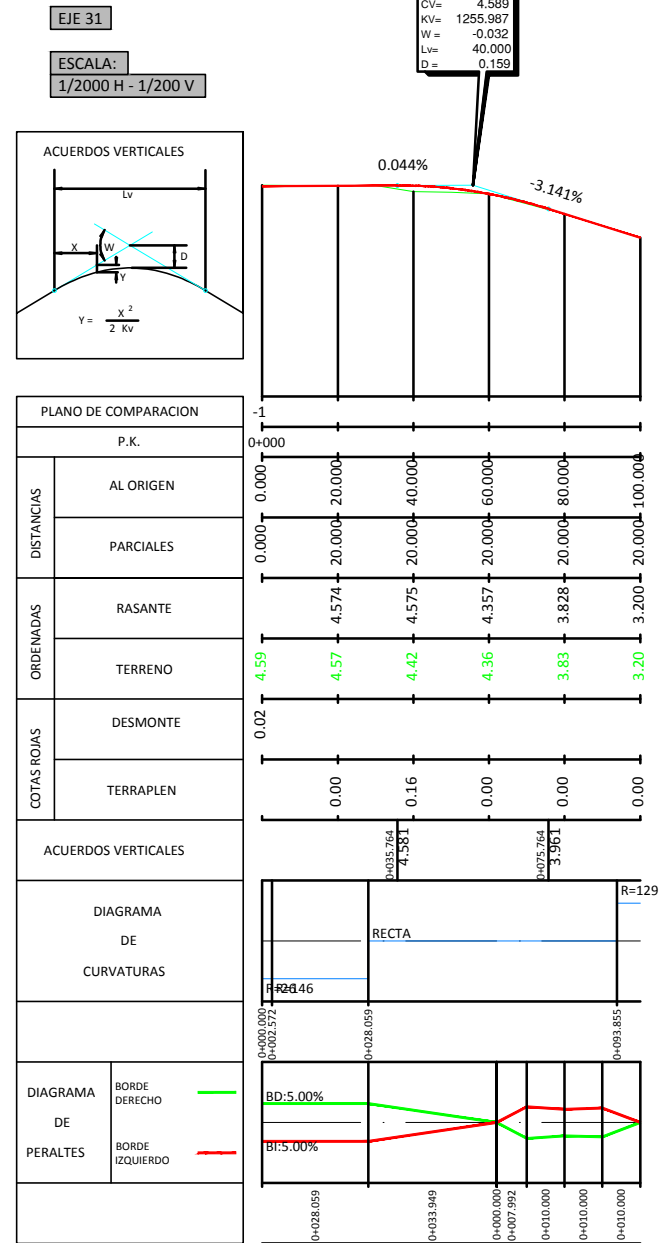 EJE 31
ESCALA:
1/2000 H - 1/200 V
CV= 4.589
KV= 1255.987
W = -0.032
Lv= 40.000
D = 0.159
ACUERDOS VERTICALES
Lv
X
W
D
Y
Y = X 2
2 Kv
0.044%
-3.141%
PLANO DE COMPARACION -1
P.K. 0+000
DISTANCIAS
AL ORIGEN 0.000 20.000 40.000 60.000 80.000 100.000
PARCIALES 0.000 20.000 20.000 20.000 20.000 20.000
ORDENADAS
RASANTE 4.574 4.575 4.357 3.828 3.200
TERRENO 4.59 4.57 4.42 4.36 3.83 3.20
COTAS ROJAS
DESMONTE 0.02
TERRAPLEN 0.00 0.16 0.00 0.00 0.00
ACUERDOS VERTICALES 0+035.764 4.581 0+075.764 3.961
DIAGRAMA
DE
CURVATURAS
RECTA
R=129
0+000.000 0+002.572 0+028.059 0+093.855
DIAGRAMA
DE
PERALTES
BORDE
DERECHO
BORDE
IZQUIERDO
BD:5.00%
BI:5.00%
0+028.059 0+033.949 0+000.000 0+007.992 0+010.000 0+010.000 0+010.000